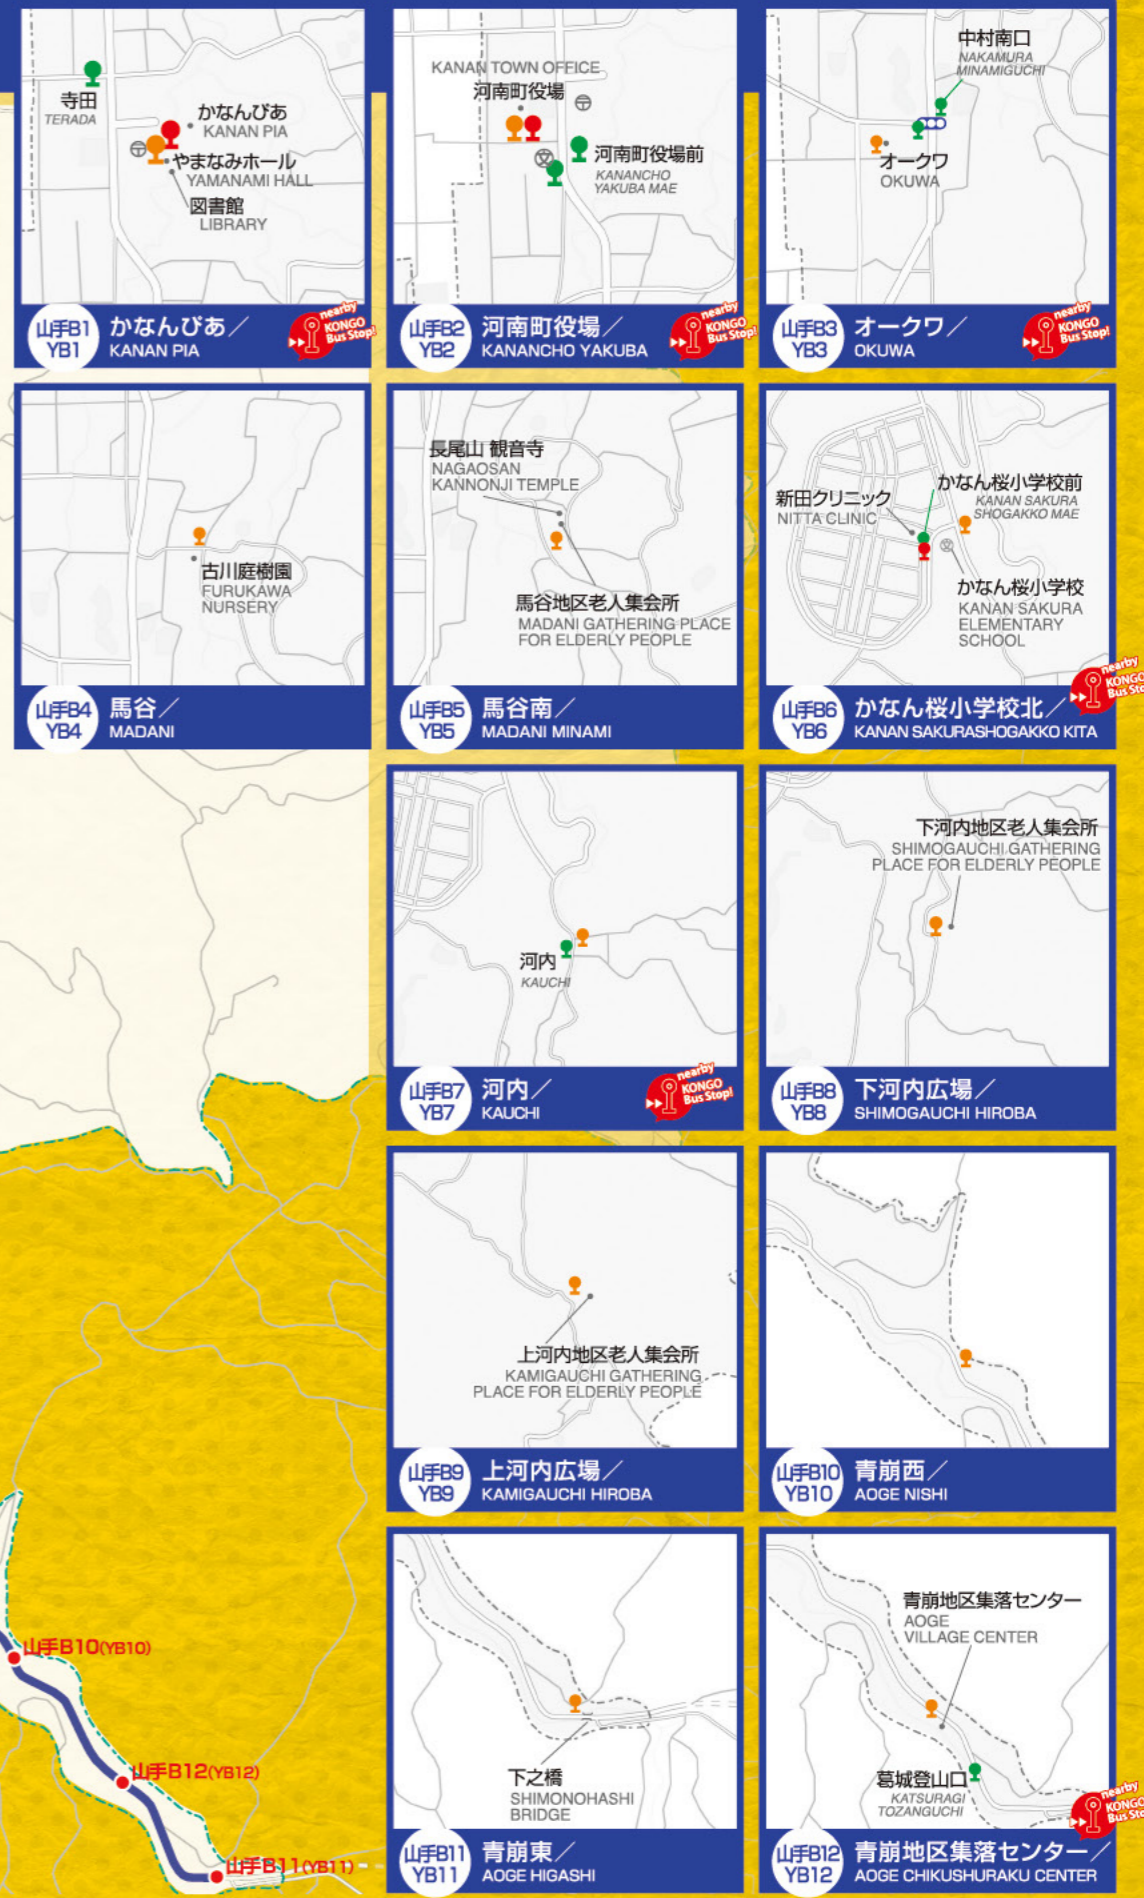 寺田
TERADA
かなんぴあ
KANAN PIA
やまなみホール
YAMANAMI HALL
図書館
LIBRARY
山手B1
YB1
かなんぴあ／
KANAN PIA
nearby
KONGO
Bus Stop!
KANAN TOWN OFFICE
河南町役場
河南町役場前
KANANCHO
YAKUBA MAE
山手B2
YB2
河南町役場／
KANANCHO YAKUBA
nearby
KONGO
Bus Stop!
中村南口
NAKAMURA
MINAMIGUCHI
オークワ
OKUWA
山手B3
YB3
オークワ／
OKUWA
nearby
KONGO
Bus Stop!
古川庭樹園
FURUKAWA
NURSERY
山手B4
YB4
馬谷／
MADANI
長尾山 観音寺
NAGAOSAN
KANNONJI TEMPLE
馬谷地区老人集会所
MADANI GATHERING PLACE
FOR ELDERLY PEOPLE
山手B5
YB5
馬谷南／
MADANI MINAMI
かなん桜小学校前
KANAN SAKURA
SHOGAKKO MAE
新田クリニック
NITTA CLINIC
かなん桜小学校
KANAN SAKURA
ELEMENTARY
SCHOOL
山手B6
YB6
かなん桜小学校北／
KANAN SAKURASHOGAKKO KITA
nearby
KONGO
Bus Stop!
河内
KAUCHI
山手B7
YB7
河内／
KAUCHI
nearby
KONGO
Bus Stop!
下河内地区老人集会所
SHIMOGAUCHI GATHERING
PLACE FOR ELDERLY PEOPLE
山手B8
YB8
下河内広場／
SHIMOGAUCHI HIROBA
上河内地区老人集会所
KAMIGAUCHI GATHERING
PLACE FOR ELDERLY PEOPLE
山手B9
YB9
上河内広場／
KAMIGAUCHI HIROBA
山手B10
YB10
青崩西／
AOGE NISHI
山手B10(YB10)
山手B12(YB12)
山手B11(YB11)
下之橋
SHIMONOHASHI
BRIDGE
山手B11
YB11
青崩東／
AOGE HIGASHI
青崩地区集落センター
AOGE
VILLAGE CENTER
葛城登山口
KATSURAGI
TOZANGUCHI
山手B12
YB12
青崩地区集落センター／
AOGE CHIKUSHURAKU CENTER
nearby
KONGO
Bus Sto